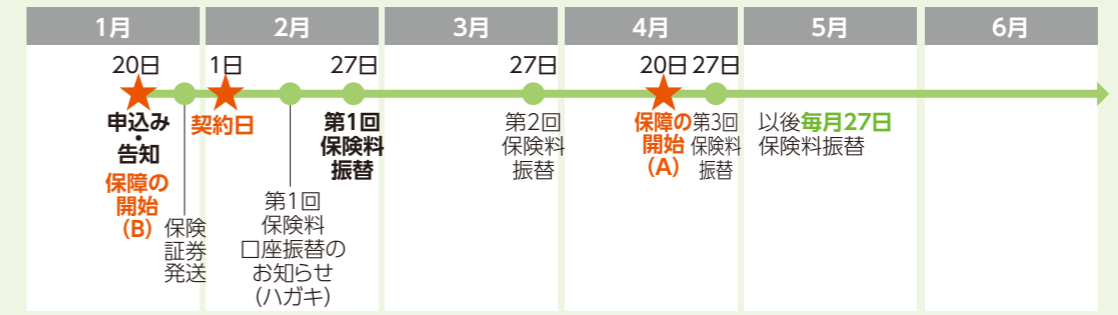 1月
2月
3月
4月
5月
6月
20日
申込み
・
告知
保障の
開始
(B)
保険
証券
発送
1日
契約日
第1回
保険料
口座振替の
お知らせ
(ハガキ)
27日
第1回
保険料
振替
27日
第2回
保険料
振替
20日
保障の
開始
(A)
27日
第3回
保険料
振替
以後毎月27日
保険料振替